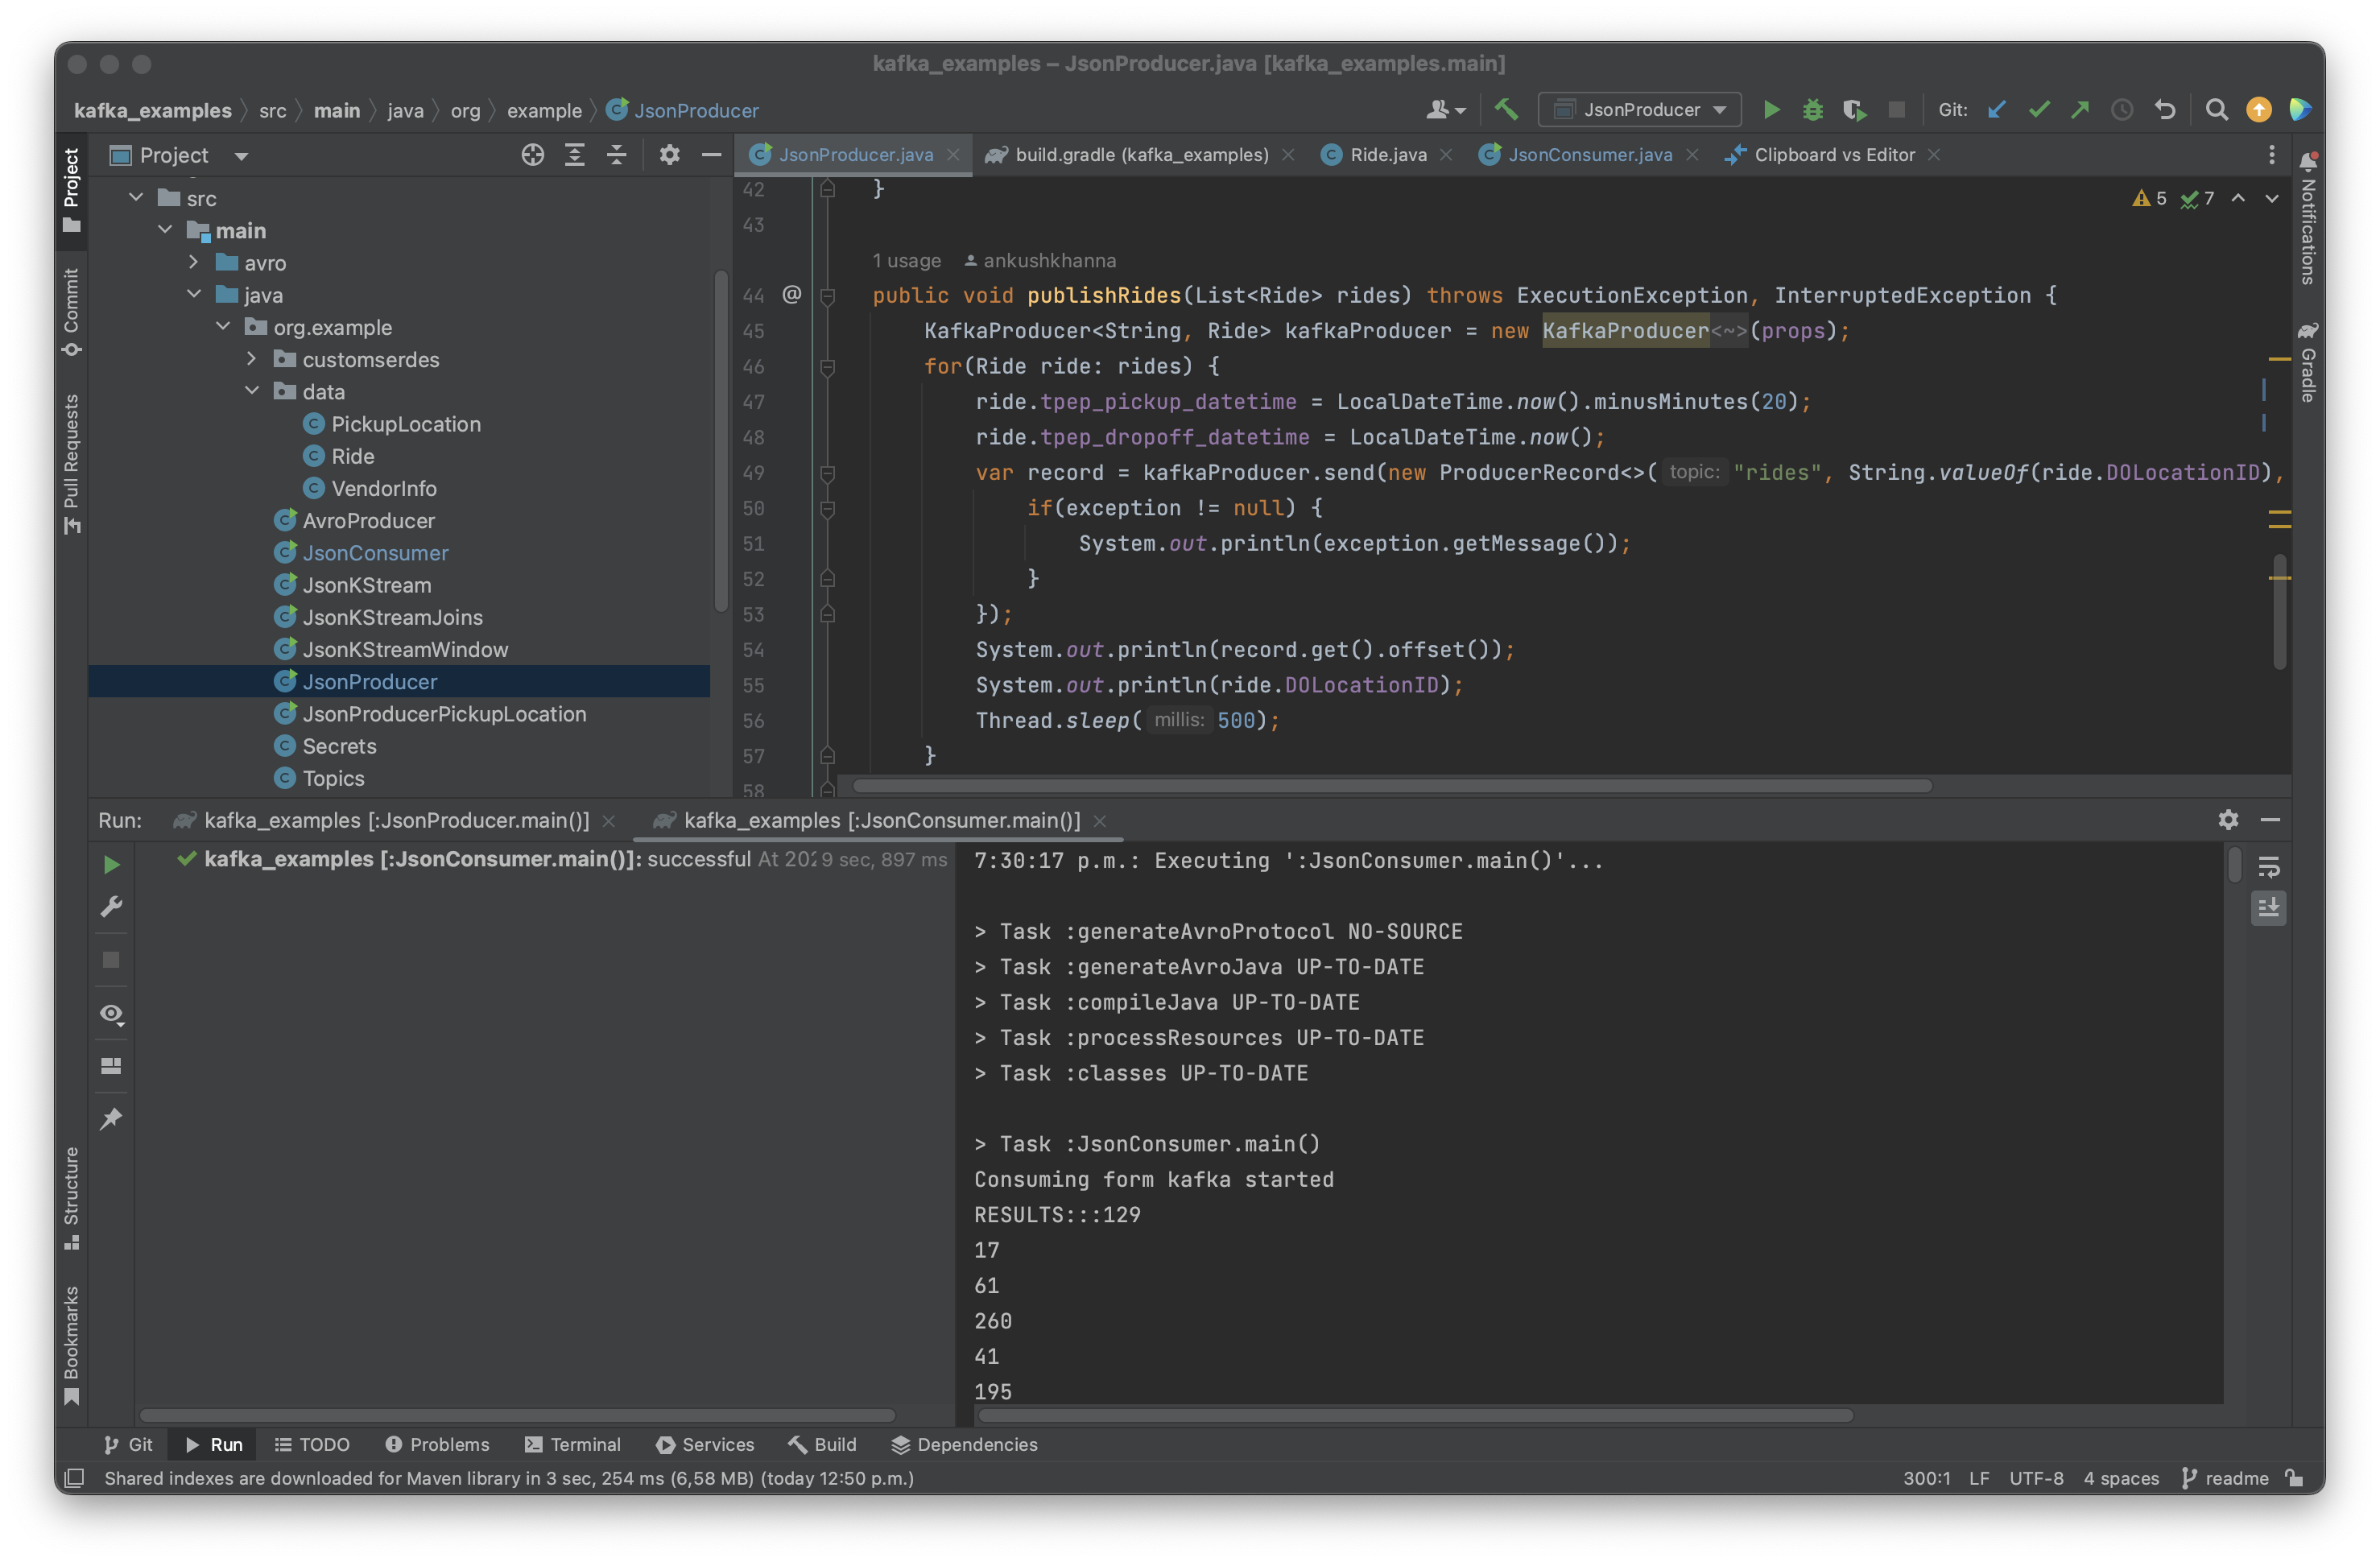 kafka_examples – JsonProducer.java [kafka_examples.main]
kafka_examples src main java org example JsonProducer
JsonProducer Git:
Project
JsonProducer.java build.gradle (kafka_examples) Ride.java JsonConsumer.java Clipboard vs Editor
Project
Commit
Pull Requests
Structure
Bookmarks
Notifications
Gradle
src
main
avro
java
org.example
customserdes
data
PickupLocation
Ride
VendorInfo
AvroProducer
JsonConsumer
JsonKStream
JsonKStreamJoins
JsonKStreamWindow
JsonProducer
JsonProducerPickupLocation
Secrets
Topics
5 7
42 }
43
1 usage ankushkhanna
44 @ public void publishRides(List<Ride> rides) throws ExecutionException, InterruptedException {
45 KafkaProducer<String, Ride> kafkaProducer = new KafkaProducer<~>(props);
46 for(Ride ride: rides) {
47 ride.tpep_pickup_datetime = LocalDateTime.now().minusMinutes(20);
48 ride.tpep_dropoff_datetime = LocalDateTime.now();
49 var record = kafkaProducer.send(new ProducerRecord<>( topic: "rides", String.valueOf(ride.DOLocationID),
50 if(exception != null) {
51 System.out.println(exception.getMessage());
52 }
53 });
54 System.out.println(record.get().offset());
55 System.out.println(ride.DOLocationID);
56 Thread.sleep( millis: 500);
57 }
58
Run: kafka_examples [:JsonProducer.main()] kafka_examples [:JsonConsumer.main()]
kafka_examples [:JsonConsumer.main()]: successful At 202 9 sec, 897 ms
7:30:17 p.m.: Executing ':JsonConsumer.main()'...
> Task :generateAvroProtocol NO-SOURCE
> Task :generateAvroJava UP-TO-DATE
> Task :compileJava UP-TO-DATE
> Task :processResources UP-TO-DATE
> Task :classes UP-TO-DATE
> Task :JsonConsumer.main()
Consuming form kafka started
RESULTS:::129
17
61
260
41
195
Git Run TODO Problems Terminal Services Build Dependencies
Shared indexes are downloaded for Maven library in 3 sec, 254 ms (6,58 MB) (today 12:50 p.m.)
300:1 LF UTF-8 4 spaces readme